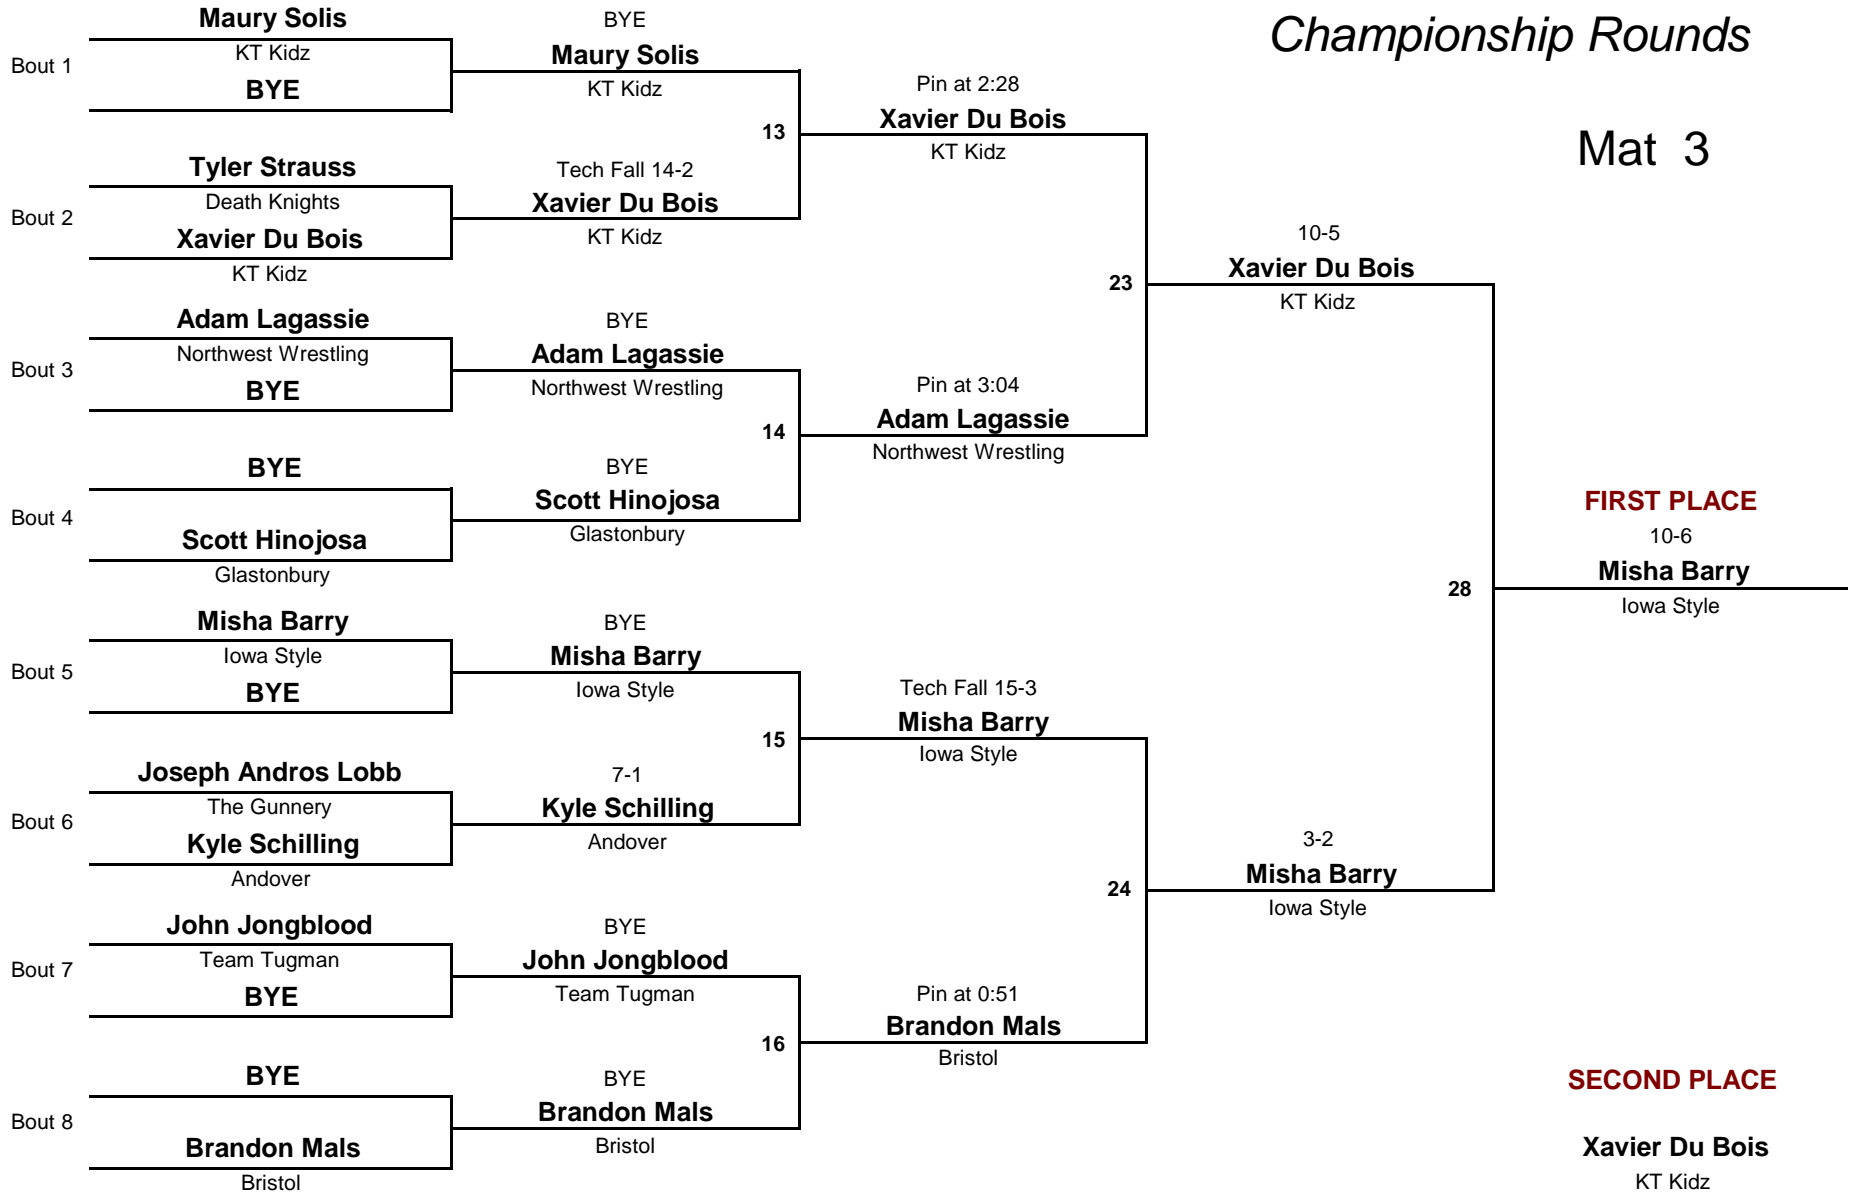 Championship Rounds
Mat 3
Bout 1
Maury Solis
KT Kidz
BYE
Bout 2
Tyler Strauss
Death Knights
Xavier Du Bois
KT Kidz
Bout 3
Adam Lagassie
Northwest Wrestling
BYE
Bout 4
BYE
Scott Hinojosa
Glastonbury
Bout 5
Misha Barry
Iowa Style
BYE
Bout 6
Joseph Andros Lobb
The Gunnery
Kyle Schilling
Andover
Bout 7
John Jongblood
Team Tugman
BYE
Bout 8
BYE
Brandon Mals
Bristol
BYE
Maury Solis
KT Kidz
13
Tech Fall 14-2
Xavier Du Bois
KT Kidz
BYE
Adam Lagassie
Northwest Wrestling
14
BYE
Scott Hinojosa
Glastonbury
BYE
Misha Barry
Iowa Style
15
7-1
Kyle Schilling
Andover
BYE
John Jongblood
Team Tugman
16
BYE
Brandon Mals
Bristol
Pin at 2:28
Xavier Du Bois
KT Kidz
23
Pin at 3:04
Adam Lagassie
Northwest Wrestling
Tech Fall 15-3
Misha Barry
Iowa Style
24
Pin at 0:51
Brandon Mals
Bristol
10-5
Xavier Du Bois
KT Kidz
28
3-2
Misha Barry
Iowa Style
FIRST PLACE
10-6
Misha Barry
Iowa Style
SECOND PLACE
Xavier Du Bois
KT Kidz